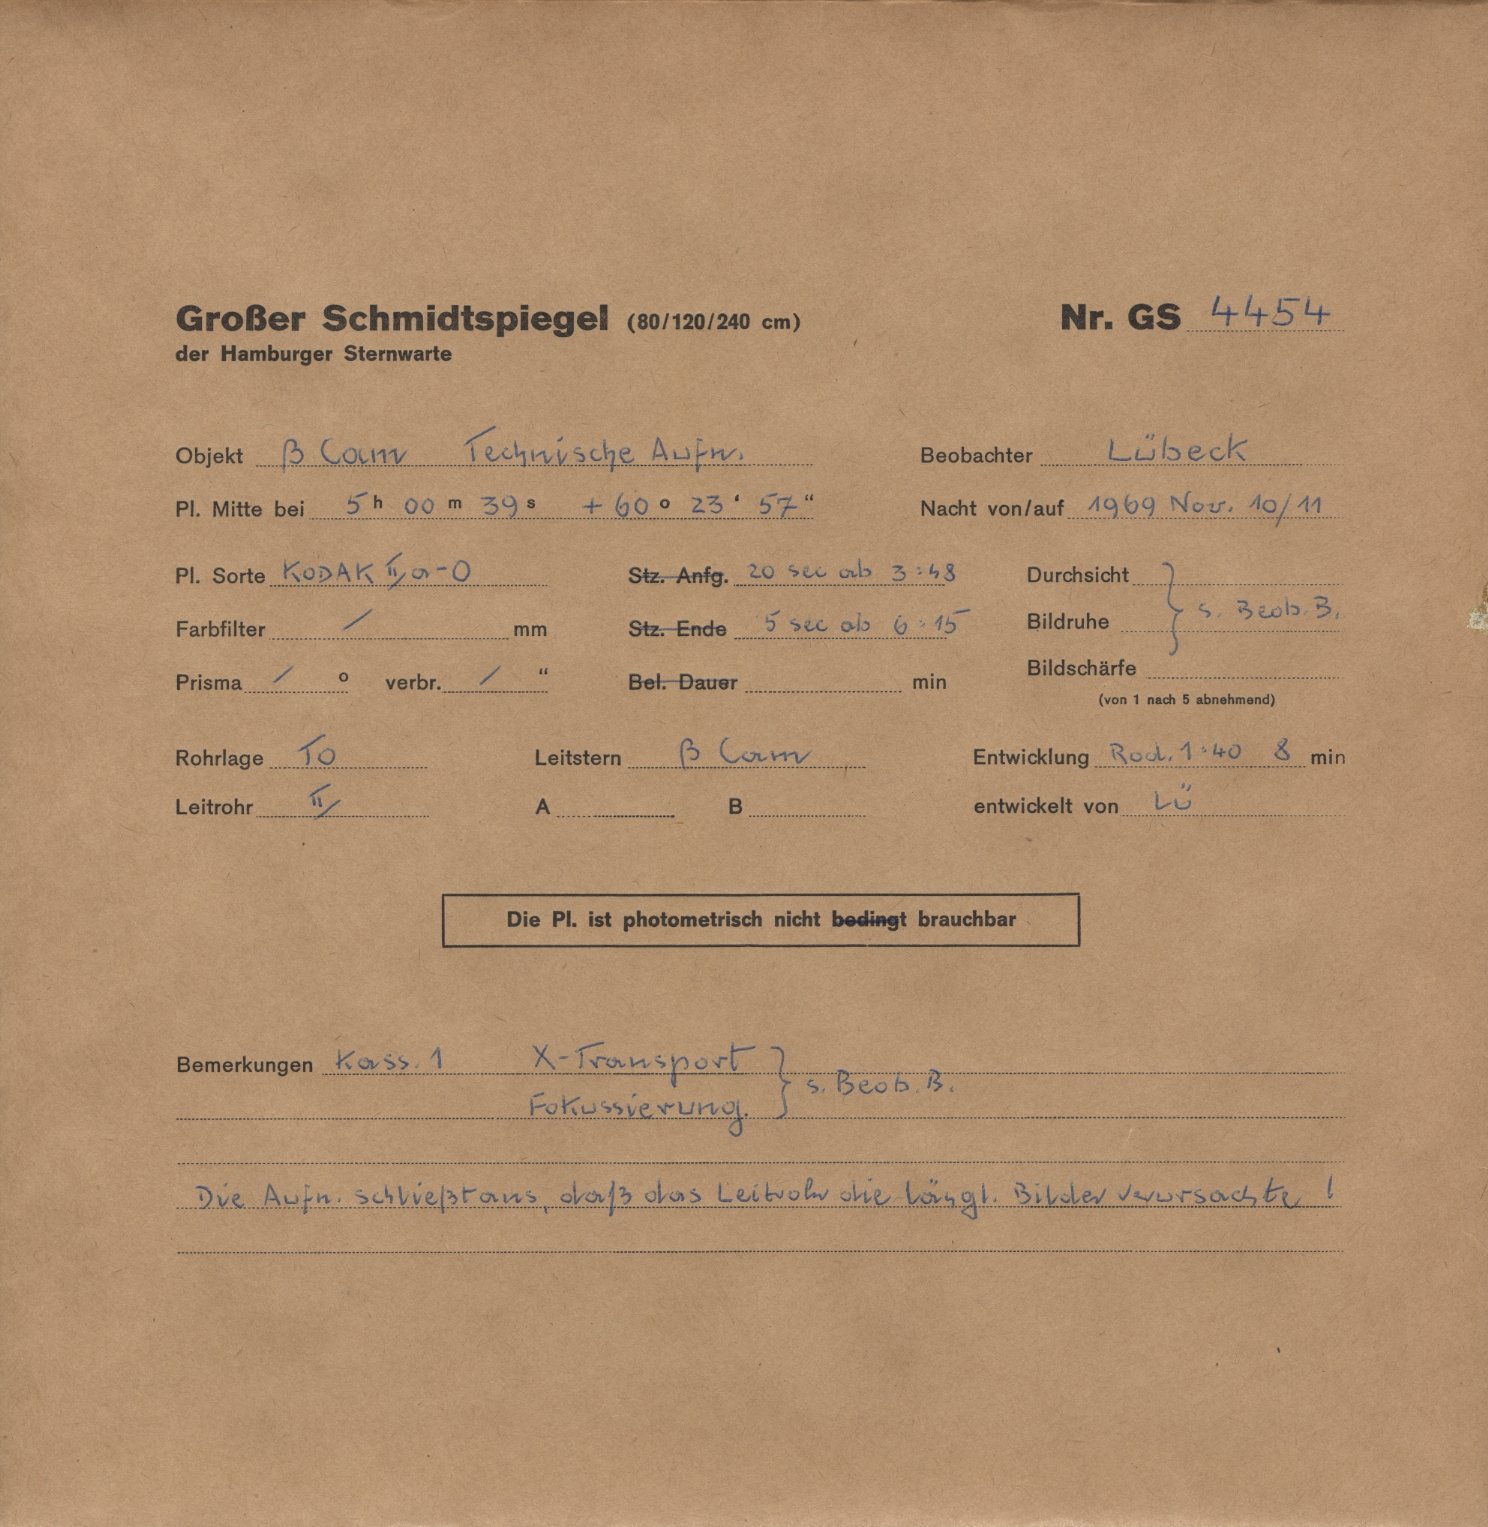 Großer Schmidtspiegel (80/120/240 cm) Nr. GS 4454
der Hamburger Sternwarte
Objekt β Cam Technische Aufn. Beobachter Lübeck
Pl. Mitte bei 5 h 00 m 39 s + 60 o 23 ‘ 57 “ Nacht von/auf 1969 Nov. 10/11
Pl. Sorte KODAK II a-O Stz. Anfg. 20 sec ab 3:48 Durchsicht
Farbfilter / mm Stz. Ende 5 sec ab 6:15 Bildruhe } s. Beob. B.
Prisma / o verbr. / “ Bel. Dauer min Bildschärfe
(von 1 nach 5 abnehmend)
Rohrlage TO Leitstern β Cam Entwicklung Rod. 1:40 8 min
Leitrohr II A B entwickelt von Lü
Die Pl. ist photometrisch nicht bedingt brauchbar
Bemerkungen Kass. 1 X-Transport } s. Beob. B.
Fokussierung.
Die Aufn. schließt aus, daß das Leitrohr die längl. Bilder verursachte !